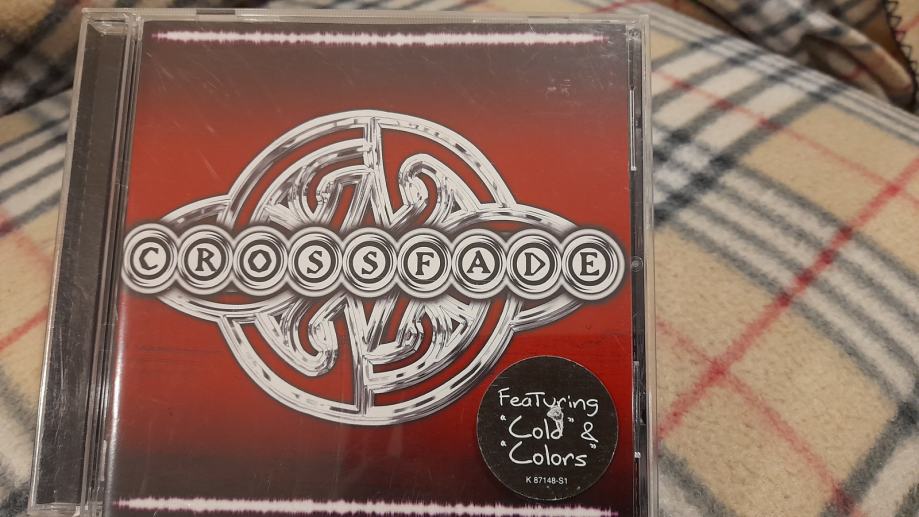 CROSSFADE
FeaTuring
"Cold" &
"Colors"
K 87148-S1